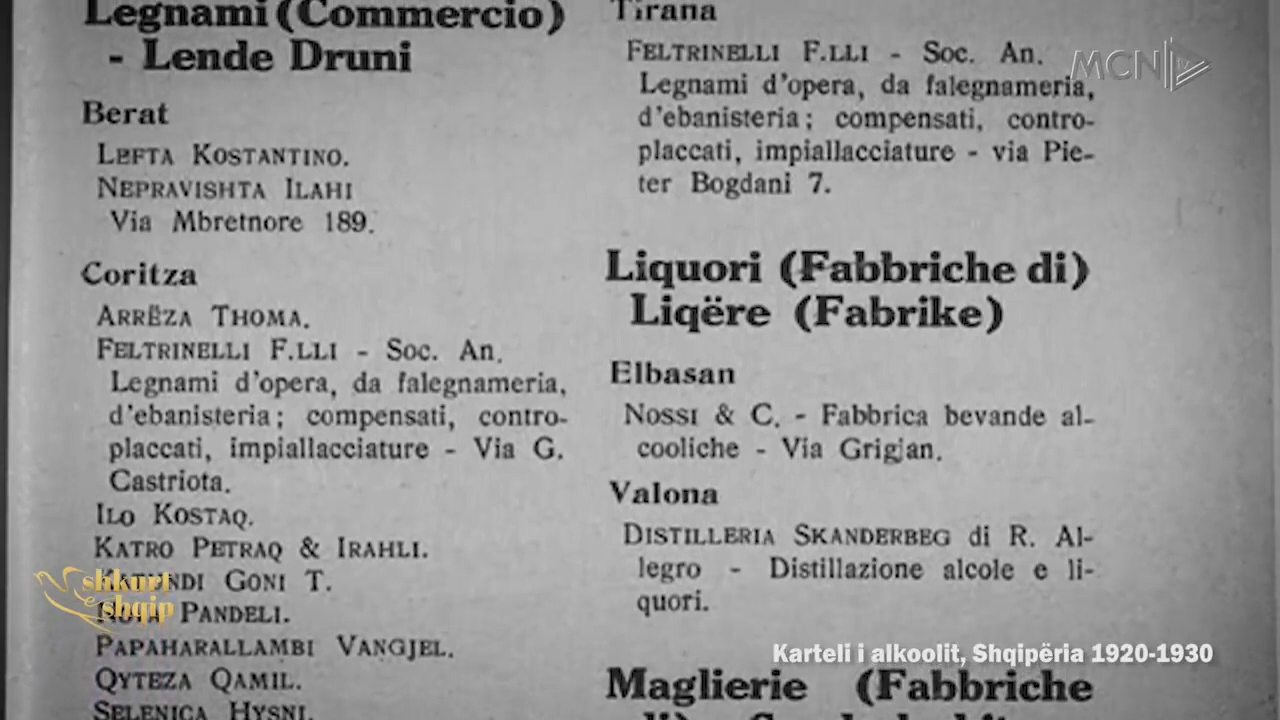 Legnami (Commercio)
- Lende Druni
Berat
LEFTA KOSTANTINO.
NEPRAVISHTA ILAHI
Via Mbretnore 189.
Coritza
ARRËZA THOMA.
FELTRINELLI F.LLI - Soc. An.
Legnami d'opera, da falegnameria,
d'ebanisteria; compensati, contro-
placcati, impiallacciature - Via G.
Castriota.
ILO KOSTAQ.
KATRO PETRAQ & IRAHLI.
GONI T.
PANDELI.
PAPAHARALLAMBI VANGJEL.
QYTEZA QAMIL.
SELENICA HYSNI.
Tirana
FELTRINELLI F.LLI - Soc. An.
Legnami d'opera, da falegnameria,
d'ebanisteria; compensati, contro-
placcati, impiallacciature - via Pie-
ter Bogdani 7.
Liquori (Fabbriche di)
Liqëre (Fabrike)
Elbasan
NOSSI & C. - Fabbrica bevande al-
cooliche - Via Grigjan.
Valona
DISTILLERIA SKANDERBEG di R. Al-
legro - Distillazione alcole e li-
quori.
Maglierie (Fabbriche
MCN TV
shkurt
e
shqip
Karteli i alkoolit, Shqipëria 1920-1930